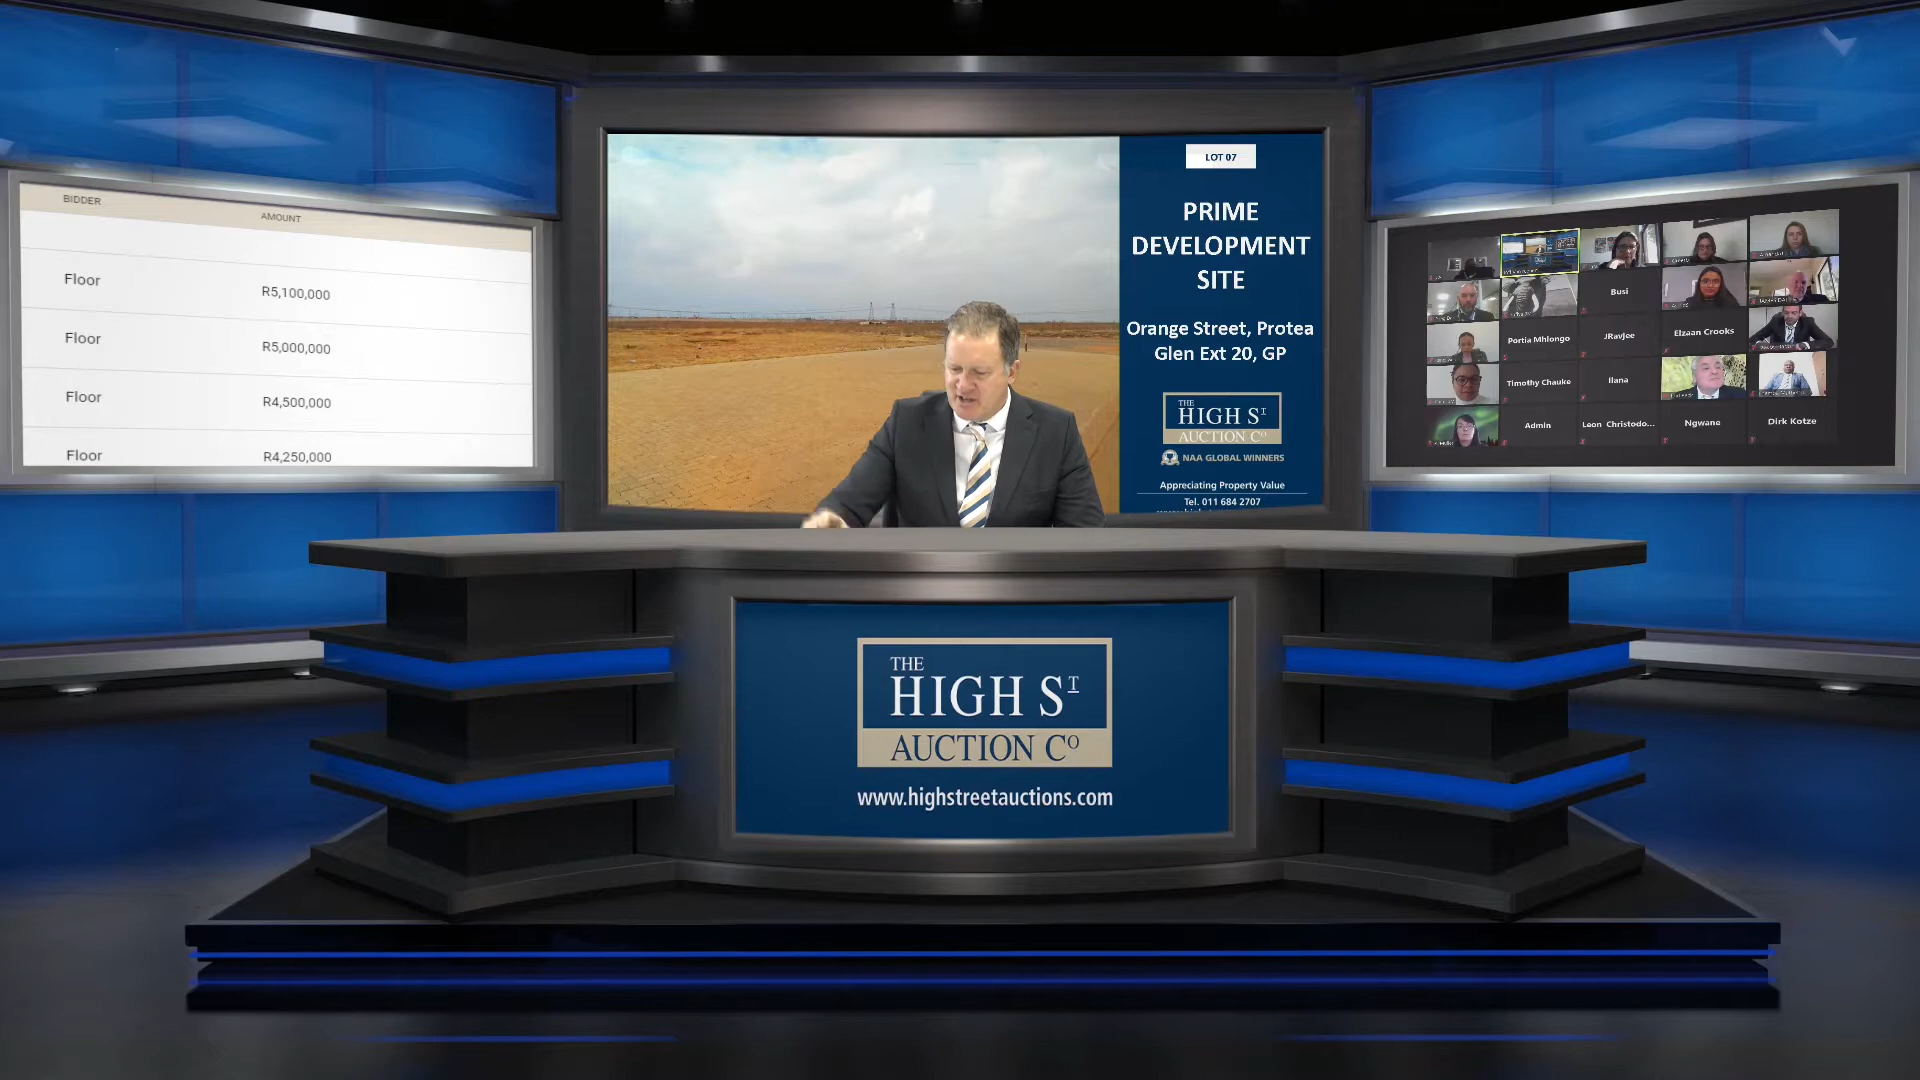 BIDDER
AMOUNT
Floor
R5,100,000
Floor
R5,000,000
Floor
R4,500,000
Floor
R4,250,000
LOT 07
PRIME
DEVELOPMENT
SITE
Orange Street, Protea
Glen Ext 20, GP
THE
HIGH ST
AUCTION CO
NAA GLOBAL WINNERS
Appreciating Property Value
Tel. 011 684 2707
Busi
Portia Mhlongo
JRavJee
Elzaan Crooks
Timothy Chauke
Ilana
Admin
Leon Christodo...
Ngwane
Dirk Kotze
THE
HIGH ST
AUCTION CO
www.highstreetauctions.com